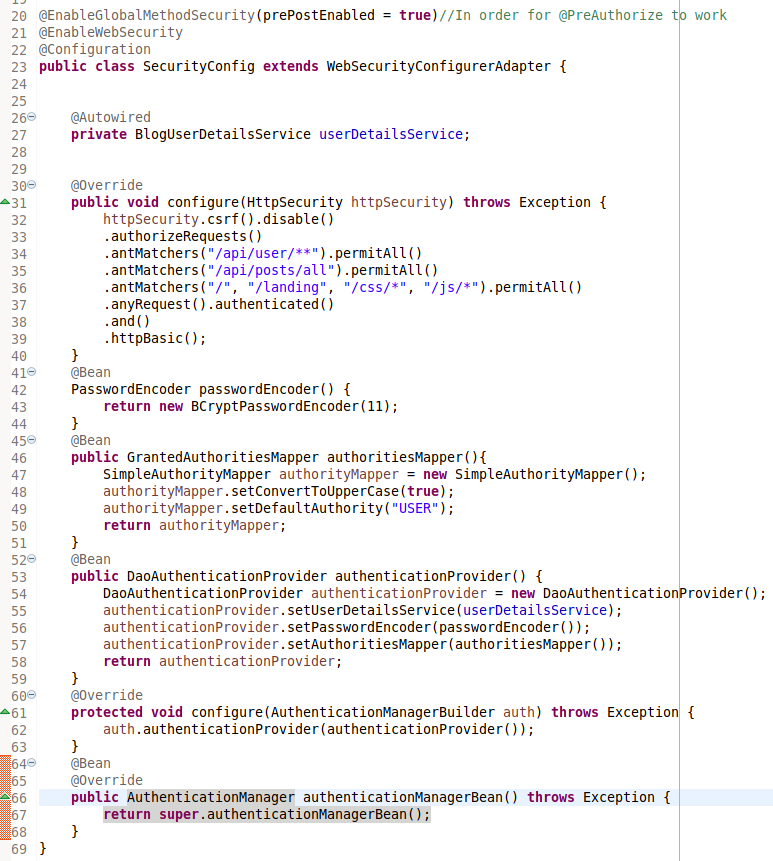 20 @EnableGlobalMethodSecurity(prePostEnabled = true)//In order for @PreAuthorize to work
21 @EnableWebSecurity
22 @Configuration
23 public class SecurityConfig extends WebSecurityConfigurerAdapter {
24
25
26 @Autowired
27 private BlogUserDetailsService userDetailsService;
28
29
30 @Override
31 public void configure(HttpSecurity httpSecurity) throws Exception {
32 httpSecurity.csrf().disable()
33 .authorizeRequests()
34 .antMatchers("/api/user/**").permitAll()
35 .antMatchers("/api/posts/all").permitAll()
36 .antMatchers("/", "/landing", "/css/*", "/js/*").permitAll()
37 .anyRequest().authenticated()
38 .and()
39 .httpBasic();
40 }
41 @Bean
42 PasswordEncoder passwordEncoder() {
43 return new BCryptPasswordEncoder(11);
44 }
45 @Bean
46 public GrantedAuthoritiesMapper authoritiesMapper(){
47 SimpleAuthorityMapper authorityMapper = new SimpleAuthorityMapper();
48 authorityMapper.setConvertToUpperCase(true);
49 authorityMapper.setDefaultAuthority("USER");
50 return authorityMapper;
51 }
52 @Bean
53 public DaoAuthenticationProvider authenticationProvider() {
54 DaoAuthenticationProvider authenticationProvider = new DaoAuthenticationProvider();
55 authenticationProvider.setUserDetailsService(userDetailsService);
56 authenticationProvider.setPasswordEncoder(passwordEncoder());
57 authenticationProvider.setAuthoritiesMapper(authoritiesMapper());
58 return authenticationProvider;
59 }
60 @Override
61 protected void configure(AuthenticationManagerBuilder auth) throws Exception {
62 auth.authenticationProvider(authenticationProvider());
63 }
64 @Bean
65 @Override
66 public AuthenticationManager authenticationManagerBean() throws Exception {
67 return super.authenticationManagerBean();
68 }
69 }